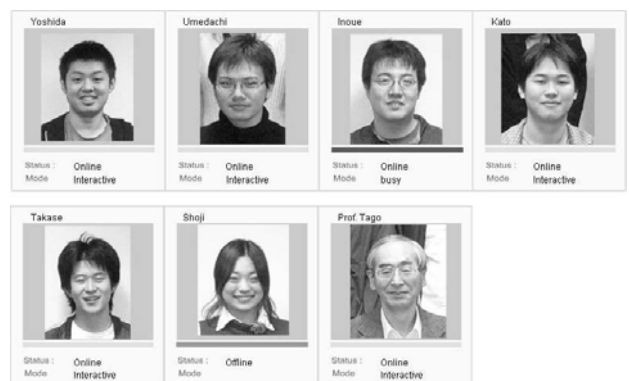 Yoshida
Umedachi
Inoue
Kato
Status : Online
Mode Interactive
Status : Online
Mode Interactive
Status : Online
Mode busy
Status : Online
Mode Interactive
Takase
Shoji
Prof. Tago
Status : Online
Mode Interactive
Status : Offline
Mode
Status : Online
Mode Interactive